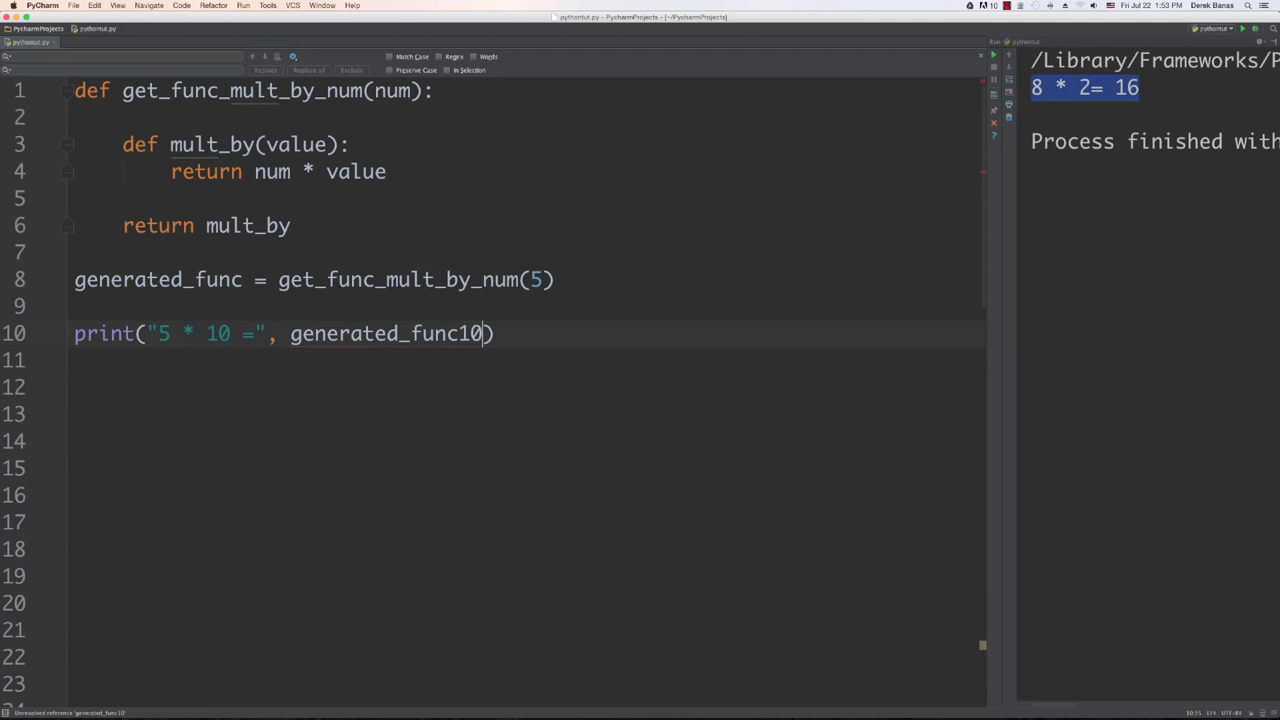 PyCharm File Edit View Navigate Code Refactor Run Tools VCS Window Help
10 Fri Jul 22 1:53 PM Derek Banas
pythontut.py - PycharmProjects - [~/PycharmProjects]
PycharmProjects pythontut.py
pythontut
pythontut.py
Run pythontut
Match Case Regex Words
Replace Replace all Exclude Preserve Case In Selection
1 def get_func_mult_by_num(num):
2
3 def mult_by(value):
4 return num * value
5
6 return mult_by
7
8 generated_func = get_func_mult_by_num(5)
9
10 print("5 * 10 =", generated_func10)
11
12
13
14
15
16
17
18
19
20
21
22
23
24
/Library/Frameworks/P
8 * 2= 16
Process finished with
Unresolved reference 'generated_func10'
10:35 LF≠ UTF-8≠